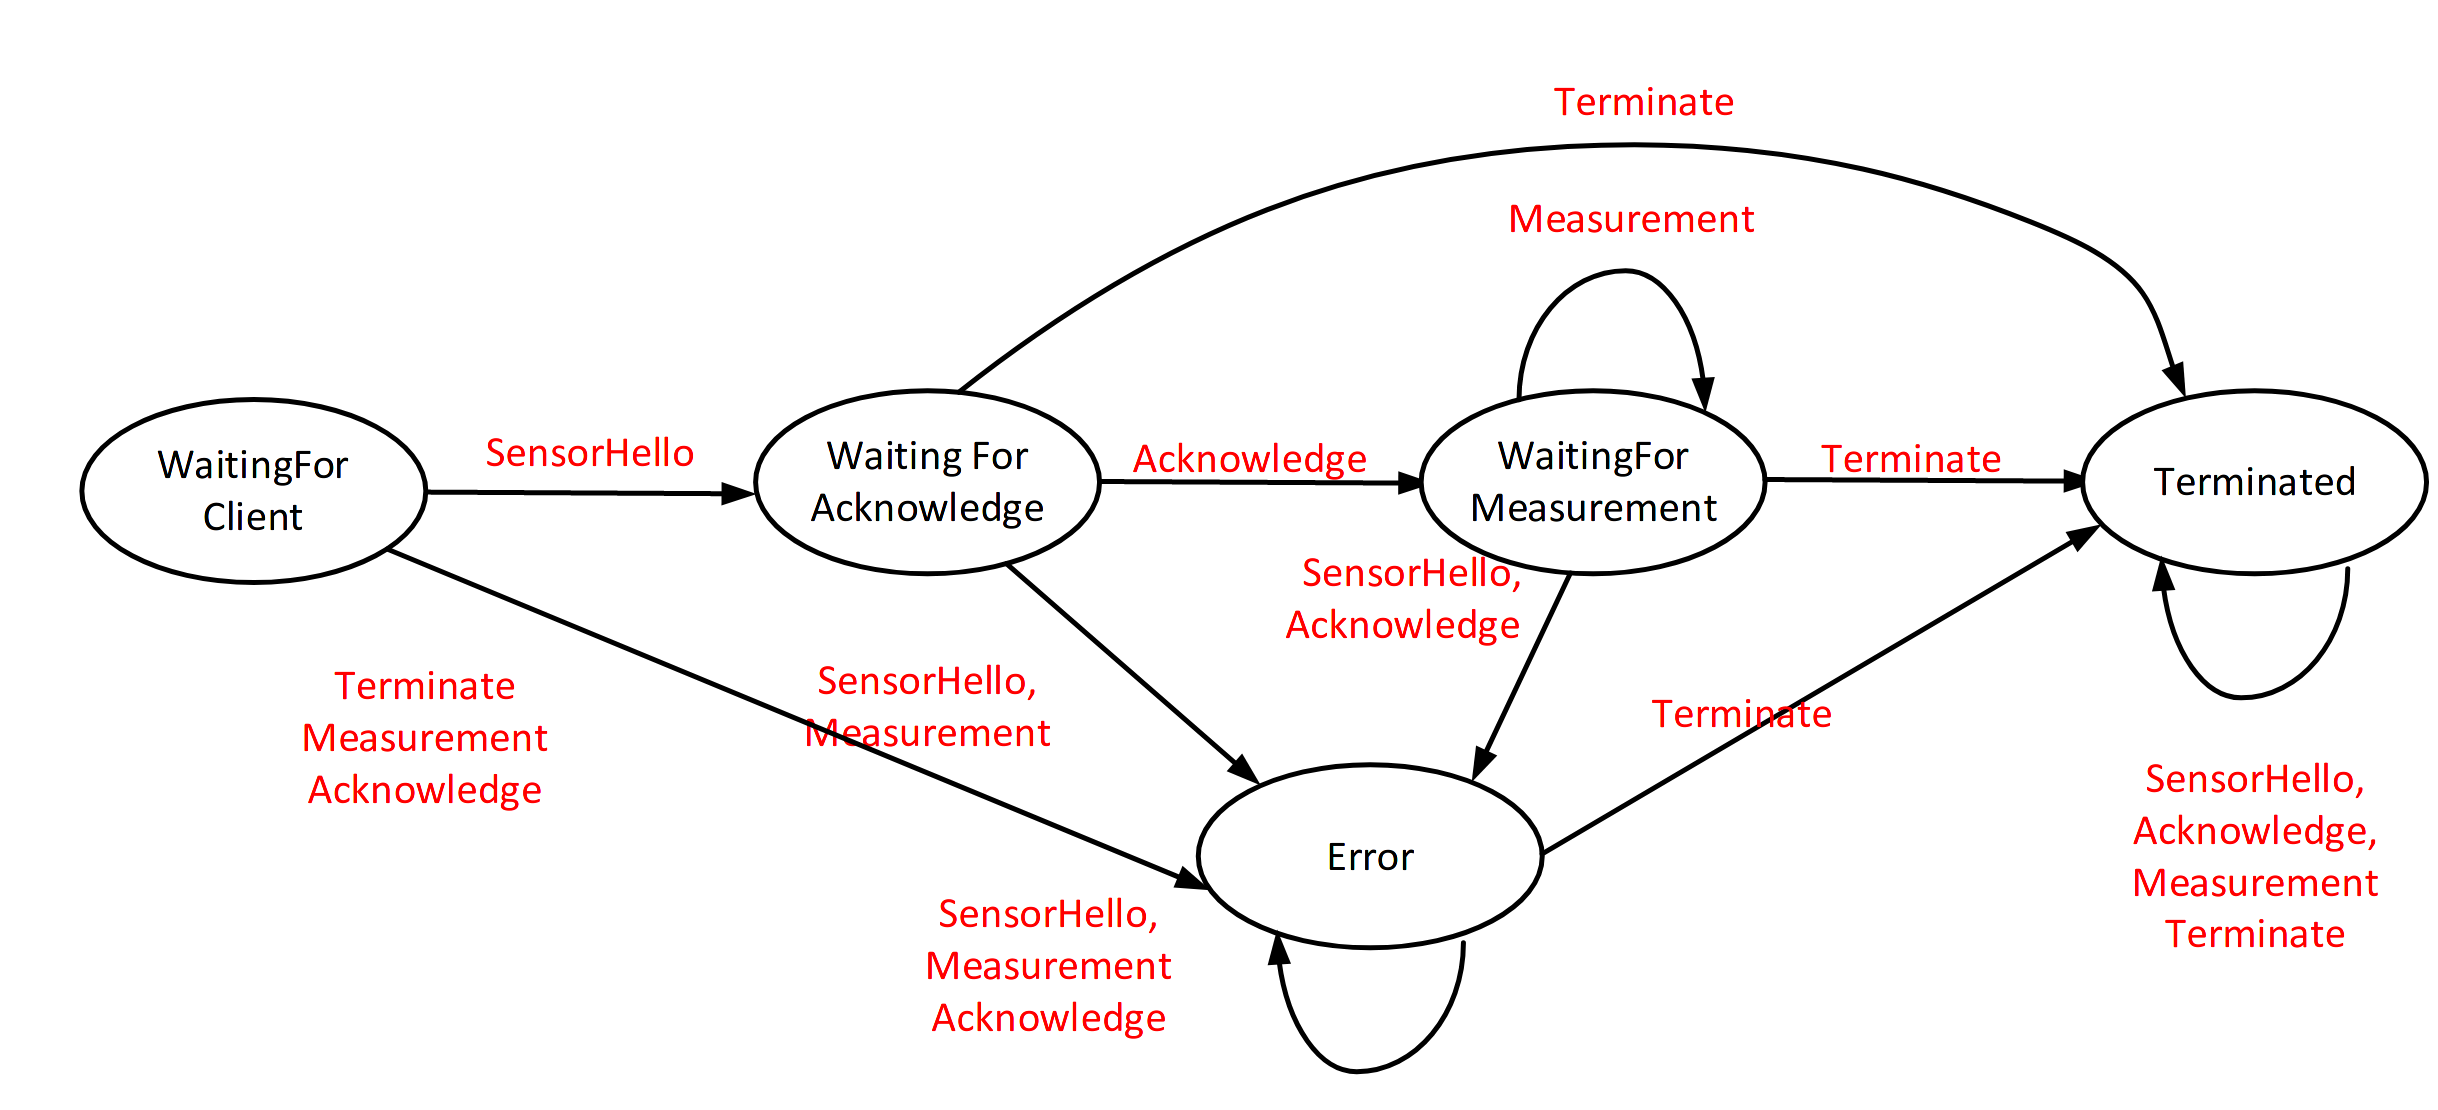 Terminate
Measurement
WaitingFor
Client
SensorHello
Waiting For
Acknowledge
Acknowledge
WaitingFor
Measurement
Terminate
Terminated
SensorHello,
Acknowledge
Terminate
Measurement
Acknowledge
SensorHello,
Measurement
Terminate
Error
SensorHello,
Measurement
Acknowledge
SensorHello,
Acknowledge,
Measurement
Terminate